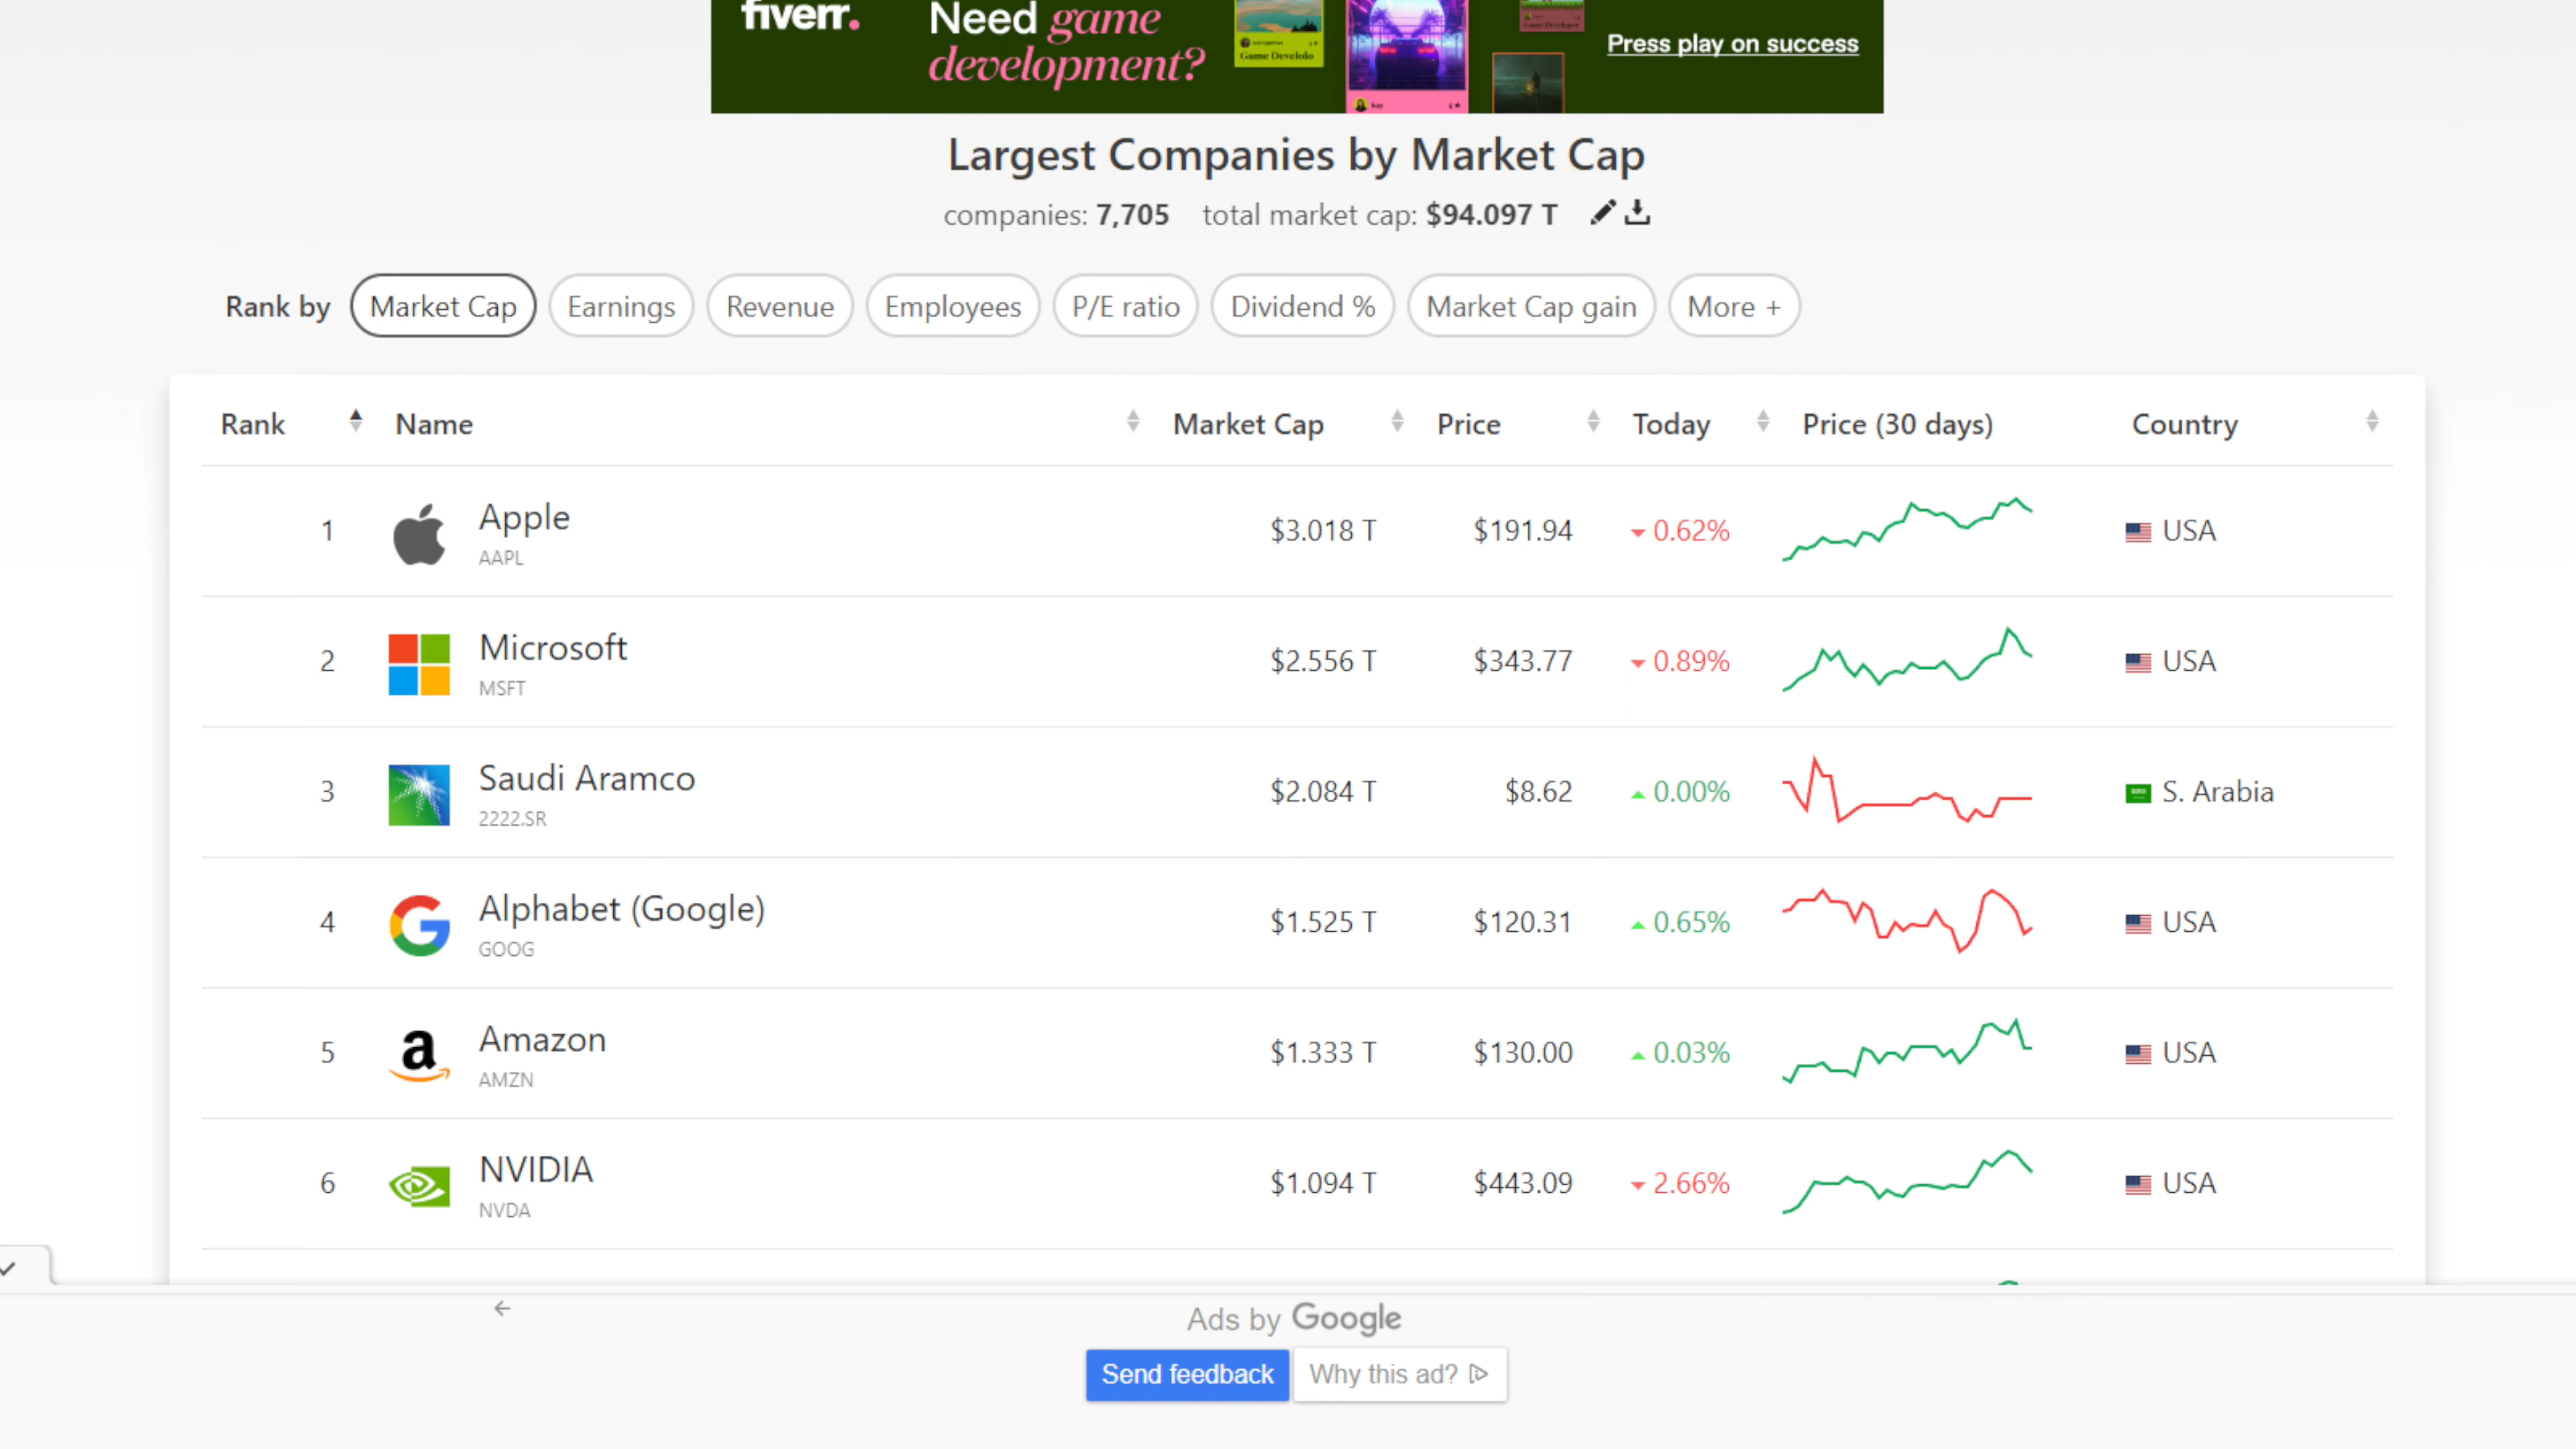 fiverr.
Need game
development?
Game Develolo
Press play on success
Largest Companies by Market Cap
companies: 7,705 total market cap: $94.097 T
Rank by Market Cap Earnings Revenue Employees P/E ratio Dividend % Market Cap gain More +
Rank Name Market Cap Price Today Price (30 days) Country
1 Apple $3.018 T $191.94 0.62% USA
AAPL
2 Microsoft $2.556 T $343.77 0.89% USA
MSFT
3 Saudi Aramco $2.084 T $8.62 0.00% S. Arabia
2222.SR
4 Alphabet (Google) $1.525 T $120.31 0.65% USA
GOOG
5 Amazon $1.333 T $130.00 0.03% USA
AMZN
6 NVIDIA $1.094 T $443.09 2.66% USA
NVDA
Ads by Google
Send feedback Why this ad?